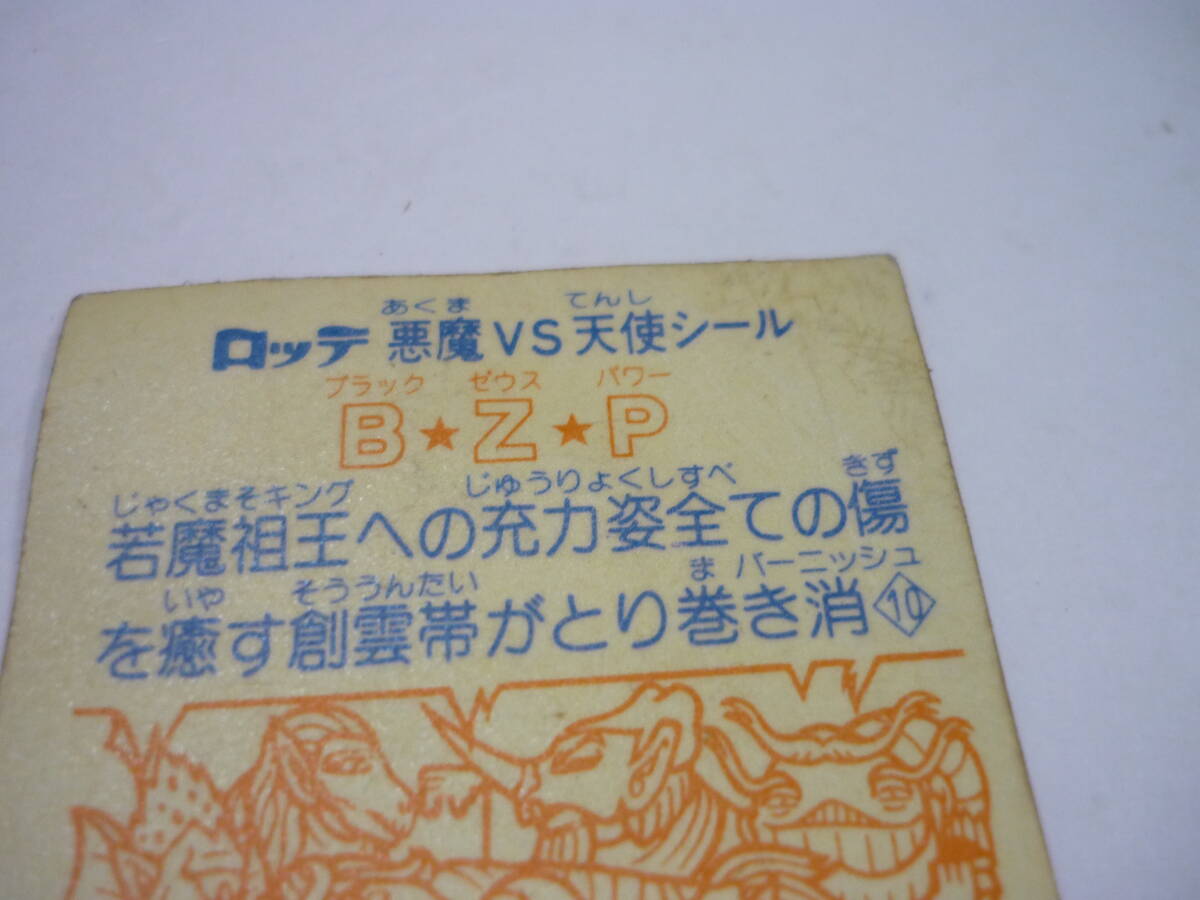 あくま てんし
ロッテ 悪魔VS天使シール
ブラック ゼウス パワー
B★Z★P
じゃくまそキング じゅうりょくしすべ きず
若魔祖王への充力姿全ての傷
いや そううんたい ま バーニッシュ
を癒す創雲帯がとり巻き消10